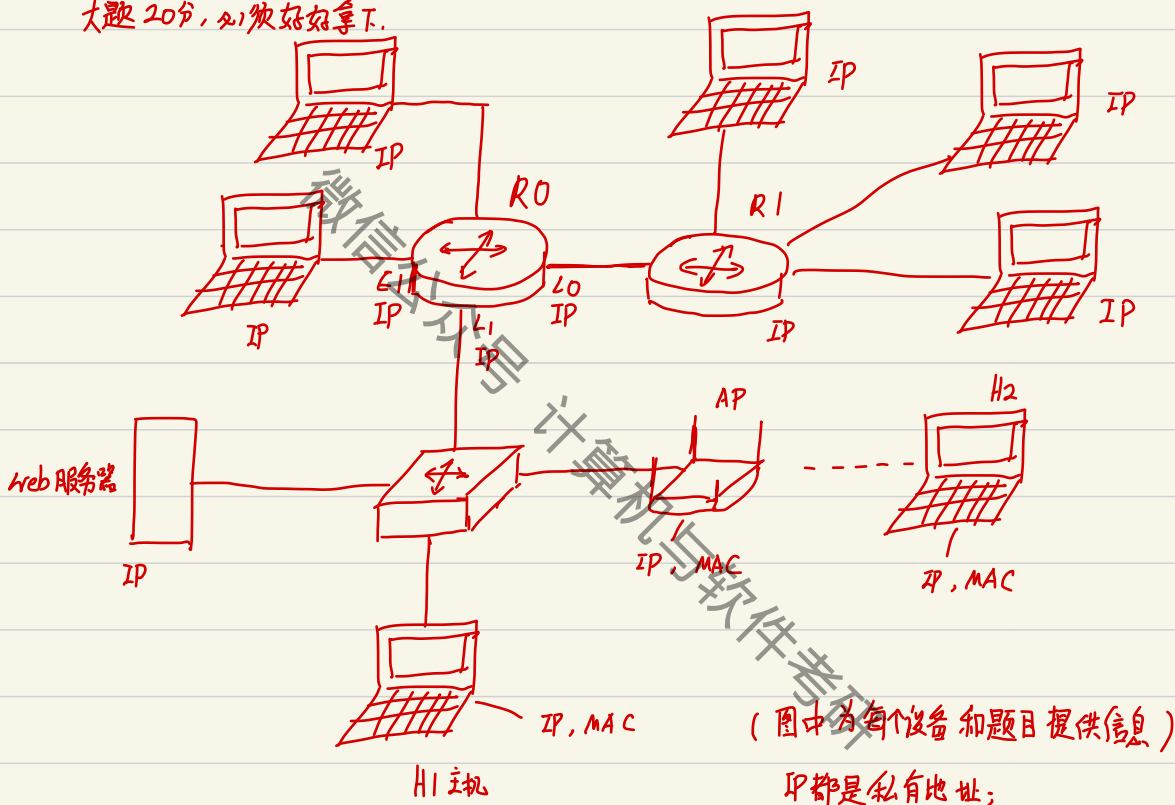 大题20分,必须好好拿下.
IP
IP
IP
R0
R1
IP
E1
IP
L0
IP
IP
IP
IP
L1
IP
web服务器
IP
AP
H2
IP, MAC
IP, MAC
IP, MAC
H1主机
(图中为每个设备和题目提供信息)
IP都是私有地址;
微信公众号 计算机与软件考研